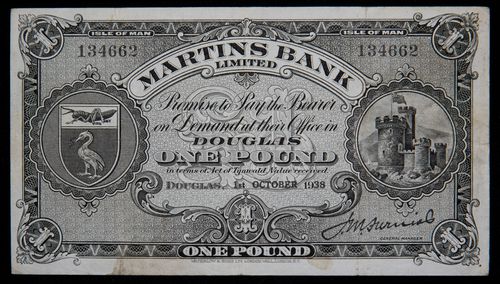 ISLE OF MAN ISLE OF MAN
134662 134662
MARTINS BANK
LIMITED
Promise to Pay the Bearer
on Demand at their Office in
DOUGLAS
ONE POUND
in terms of Act of Tynwald, Value received.
DOUGLAS, 1st OCTOBER 1938
GENERAL MANAGER
ONE POUND